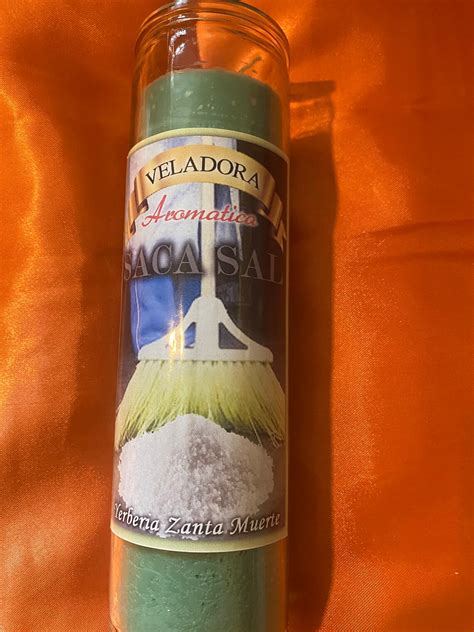 VELADORA
Aromatica
SACA SAL
Yerberia Zanta Muerte